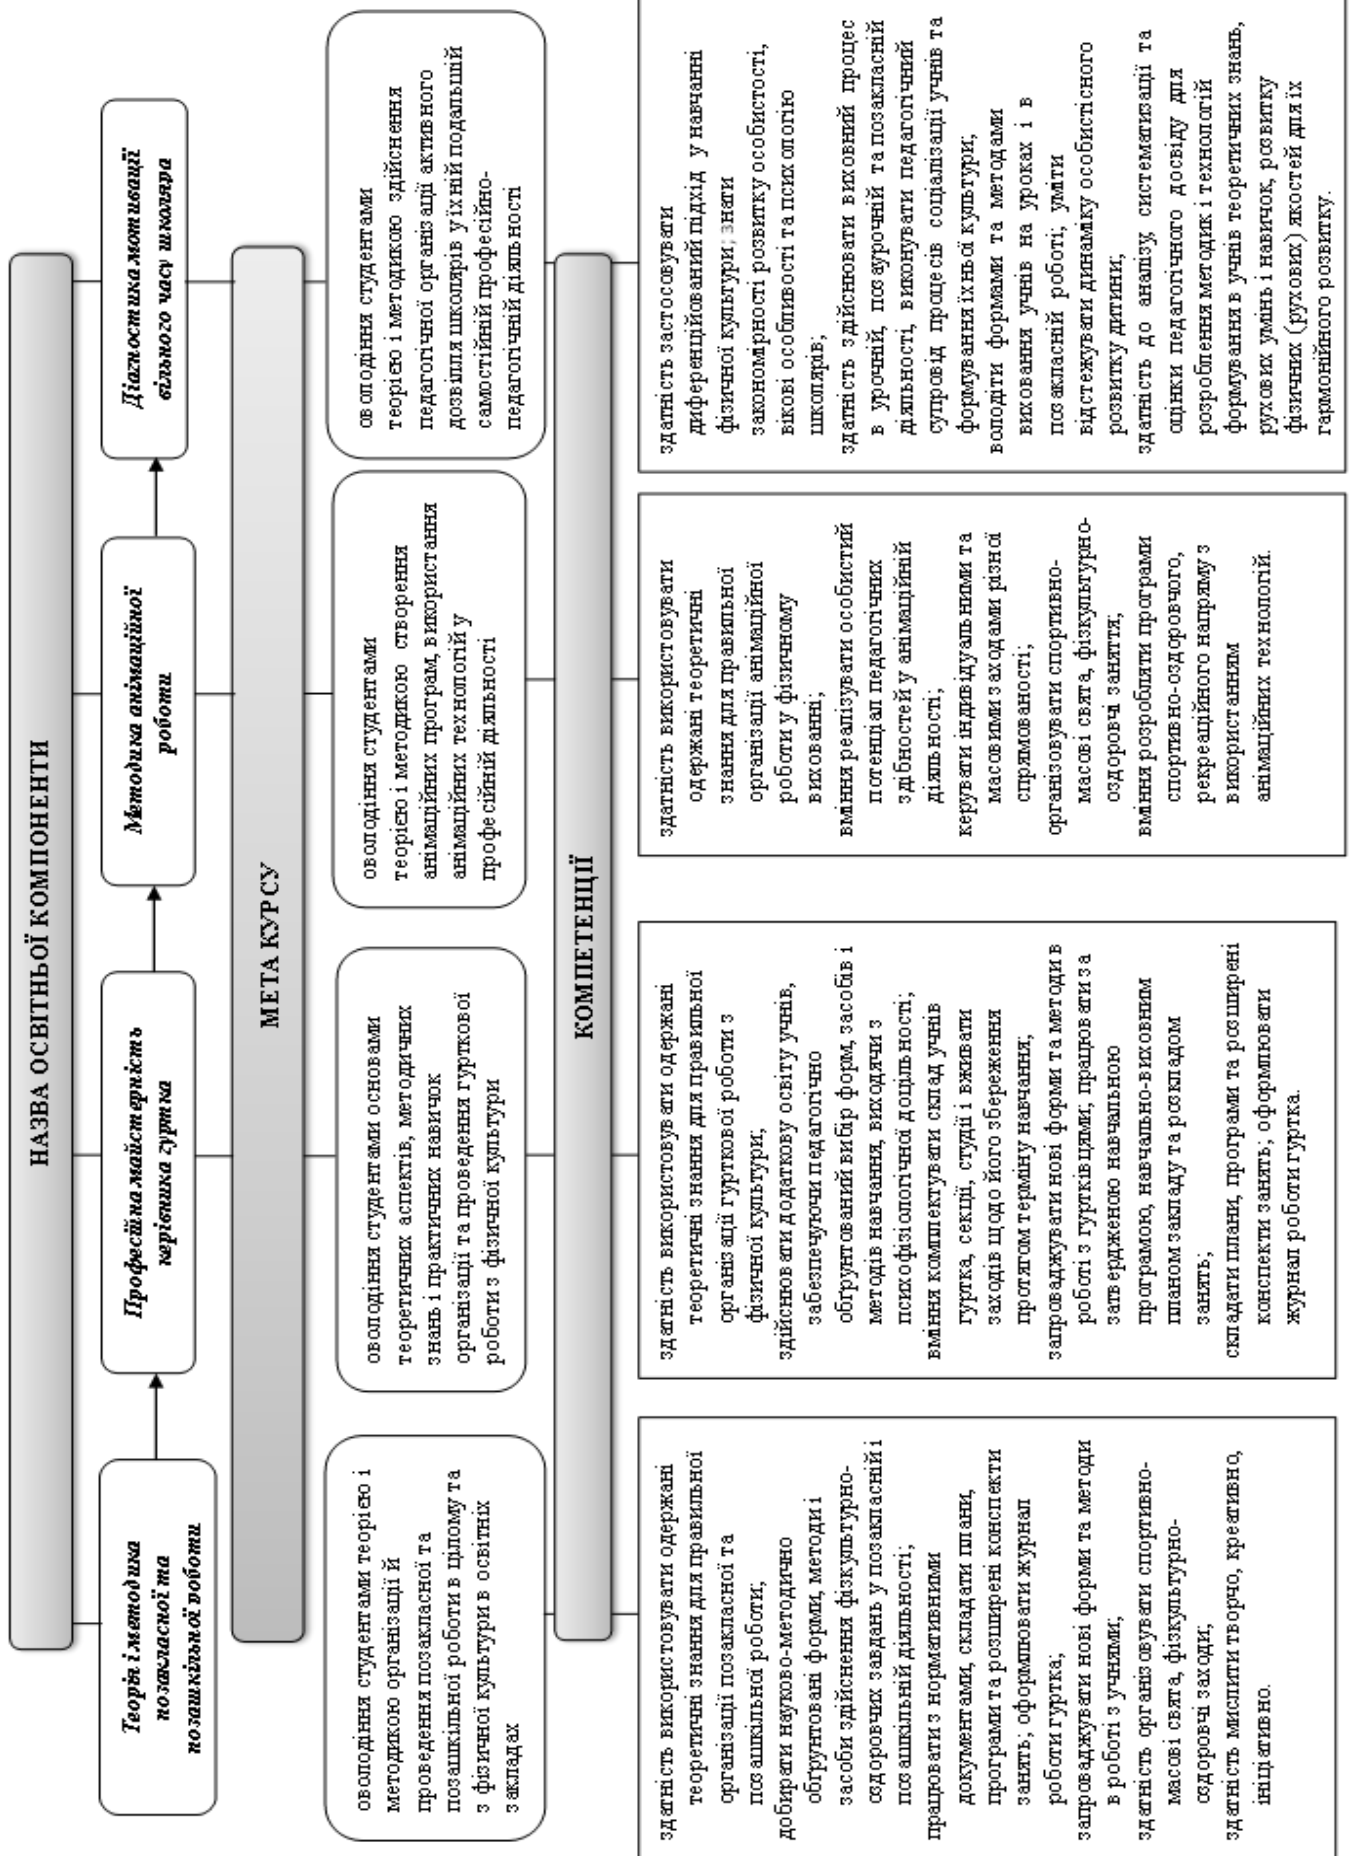 НАЗВА ОСВІТНЬОЇ КОМПОНЕНТИ
Теорія і методика
позакласної та
позашкільної роботи
Професійна майстерність
керівника гуртка
Методика анімаційної
роботи
Діагностика мотивації
вільного часу школяра
МЕТА КУРСУ
оволодіння студентами теорією і
методикою організації й
проведення позакласної та
позашкільної роботи в цілому та
з фізичної культури в освітніх
закладах
оволодіння студентами основами
теоретичних аспектів, методичних
знань і практичних навичок
організації та проведення гурткової
роботи з фізичної культури
оволодіння студентами
теорією і методикою створення
анімаційних програм, використання
анімаційних технологій у
професійній діяльності
оволодіння студентами
теорією і методикою здійснення
педагогічної організації активного
дозвілля школярів у їхній подальшій
самостійній професійно-
педагогічній діяльності
КОМПЕТЕНЦІЇ
здатність використовувати одержані
теоретичні знання для правильної
організації позакласної та
позашкільної роботи;
добирати науково-методично
обґрунтовані форми, методи і
засоби здійснення фізкультурно-
оздоровчих завдань у позакласній і
позашкільній діяльності;
працювати з нормативними
документами, складати плани,
програми та розширені конспекти
занять; оформлювати журнал
роботи гуртка;
запроваджувати нові форми та методи
в роботі з учнями;
здатність організовувати спортивно-
масові свята, фізкультурно-
оздоровчі заходи;
здатність мислити творчо, креативно,
ініціативно.
здатність використовувати одержані
теоретичні знання для правильної
організації гурткової роботи з
фізичної культури;
здійснювати додаткову освіту учнів,
забезпечуючи педагогічно
обґрунтований вибір форм, засобів і
методів навчання, виходячи з
психофізіологічної доцільності;
вміння комплектувати склад учнів
гуртка, секції, студії і вживати
заходів щодо його збереження
протягом терміну навчання;
запроваджувати нові форми та методи в
роботі з гуртківцями; працювати за
затвердженою навчальною
програмою, навчально-виховним
планом закладу та розкладом
занять;
складати плани, програми та розширені
конспекти занять; оформлювати
журнал роботи гуртка.
здатність використовувати
одержані теоретичні
знання для правильної
організації анімаційної
роботи у фізичному
вихованні;
вміння реалізувати особистий
потенціал педагогічних
здібностей у анімаційній
діяльності;
керувати індивідуальними та
масовими заходами різної
спрямованості;
організовувати спортивно-
масові свята, фізкультурно-
оздоровчі заняття;
вміння розробляти програми
спортивно-оздоровчого,
рекреаційного напряму з
використанням
анімаційних технологій.
здатність застосовувати
диференційований підхід у навчанні
фізичної культури; знати
закономірності розвитку особистості,
вікові особливості та психологію
школярів;
здатність здійснювати виховний процес
в урочній, позаурочній та позакласній
діяльності, виконувати педагогічний
супровід процесів соціалізації учнів та
формування їхньої культури;
володіти формами та методами
виховання учнів на уроках і в
позакласній роботі; уміти
відстежувати динаміку особистісного
розвитку дитини;
здатність до аналізу, систематизації та
оцінки педагогічного досвіду для
розроблення методик і технологій
формування в учнів теоретичних знань,
рухових умінь і навичок, розвитку
фізичних (рухових) якостей для їх
гармонійного розвитку.